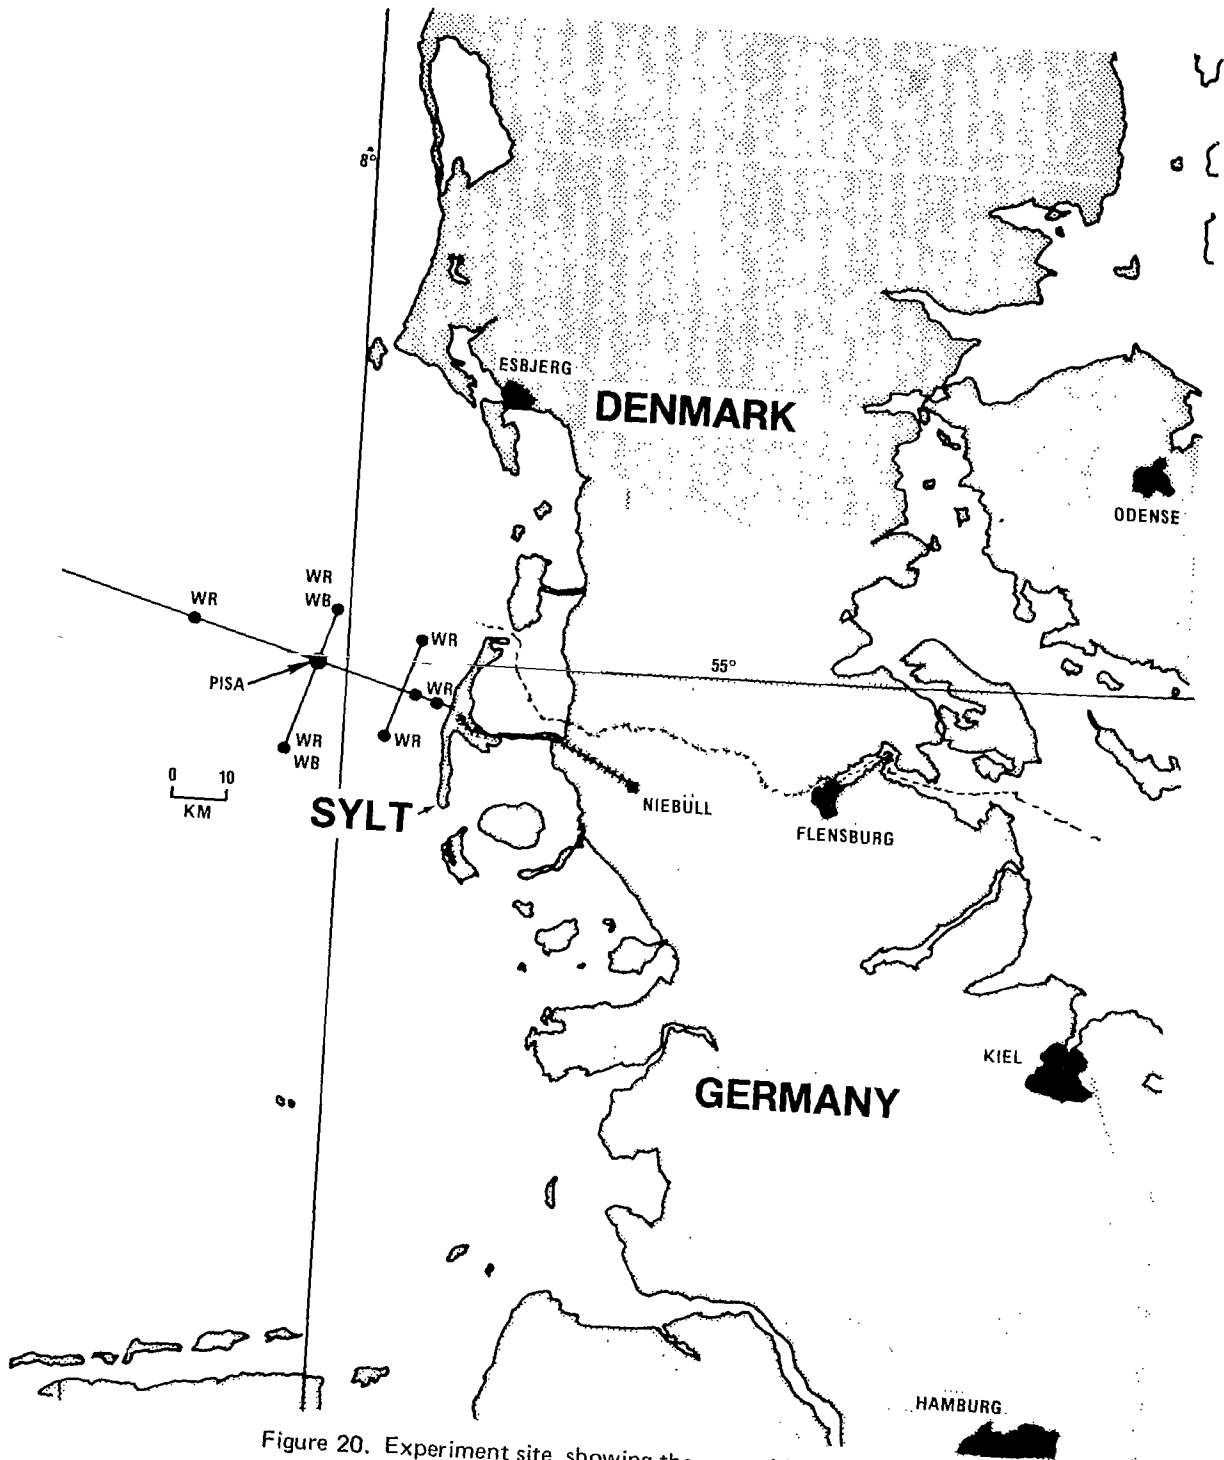 8°
ESBJERG
DENMARK
ODENSE
WR
WB
WR
WR
55°
PISA
WR
WR
WR
WB
0 10
KM
SYLT
NIEBÜLL
FLENSBURG
KIEL
GERMANY
HAMBURG
Figure 20. Experiment site, showing the